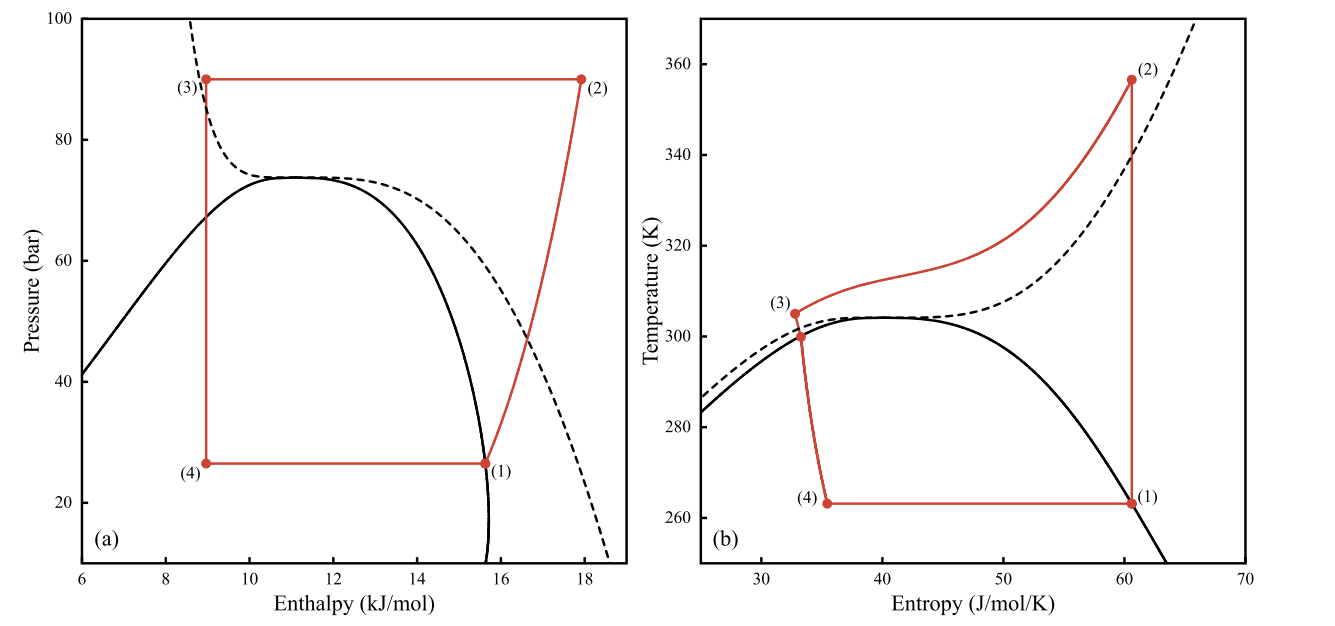 100
80
60
40
20
Pressure (bar)
(3)
(2)
(4)
(1)
(a)
6 8 10 12 14 16 18
Enthalpy (kJ/mol)
360
340
320
300
280
260
Temperature (K)
(2)
(3)
(4)
(1)
(b)
30 40 50 60 70
Entropy (J/mol/K)